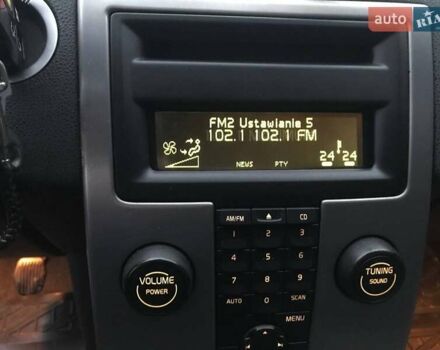 auto RIA
FM2 Ustawianie 5
102.1 102.1 FM
NEWS PTY 24 24
AM/FM CD
1 2 3
4 5 6
7 8 9
AUTO 0 SCAN
MENU
VOLUME
POWER
TUNING
SOUND